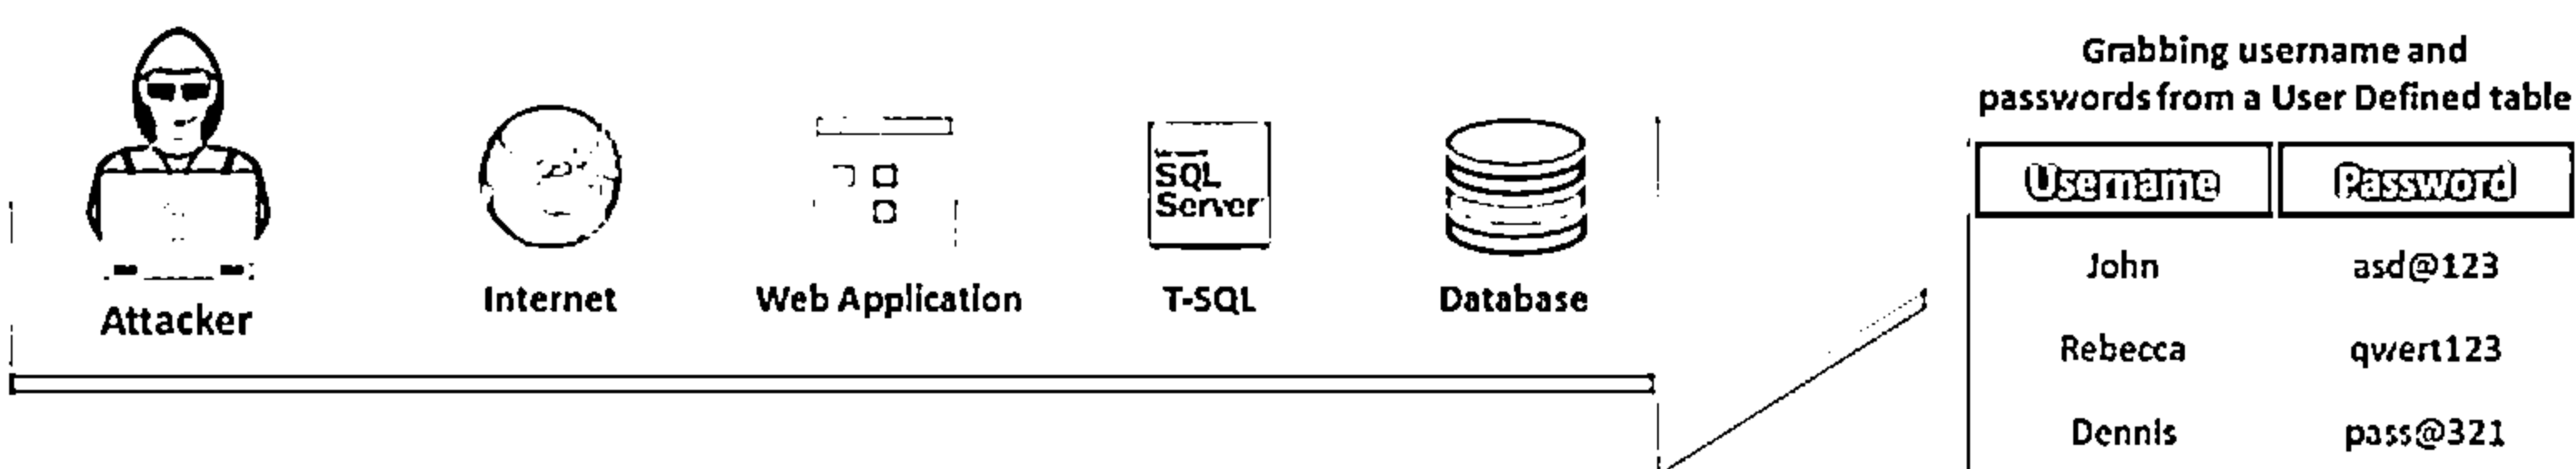 Grabbing username and
passwords from a User Defined table
Username Password
SQL
Server
John asd@123
Attacker
Internet
Web Application
T-SQL
Database
Rebecca qwert123
Dennis pass@321